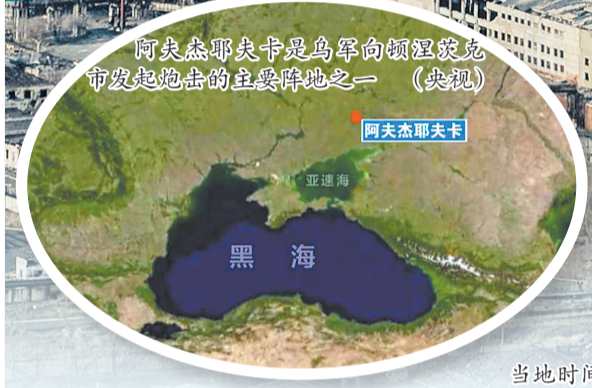 阿夫杰耶夫卡是乌军向顿涅茨克
市发起炮击的主要阵地之一 （央视）
阿夫杰耶夫卡
亚速海
黑海
当地时间